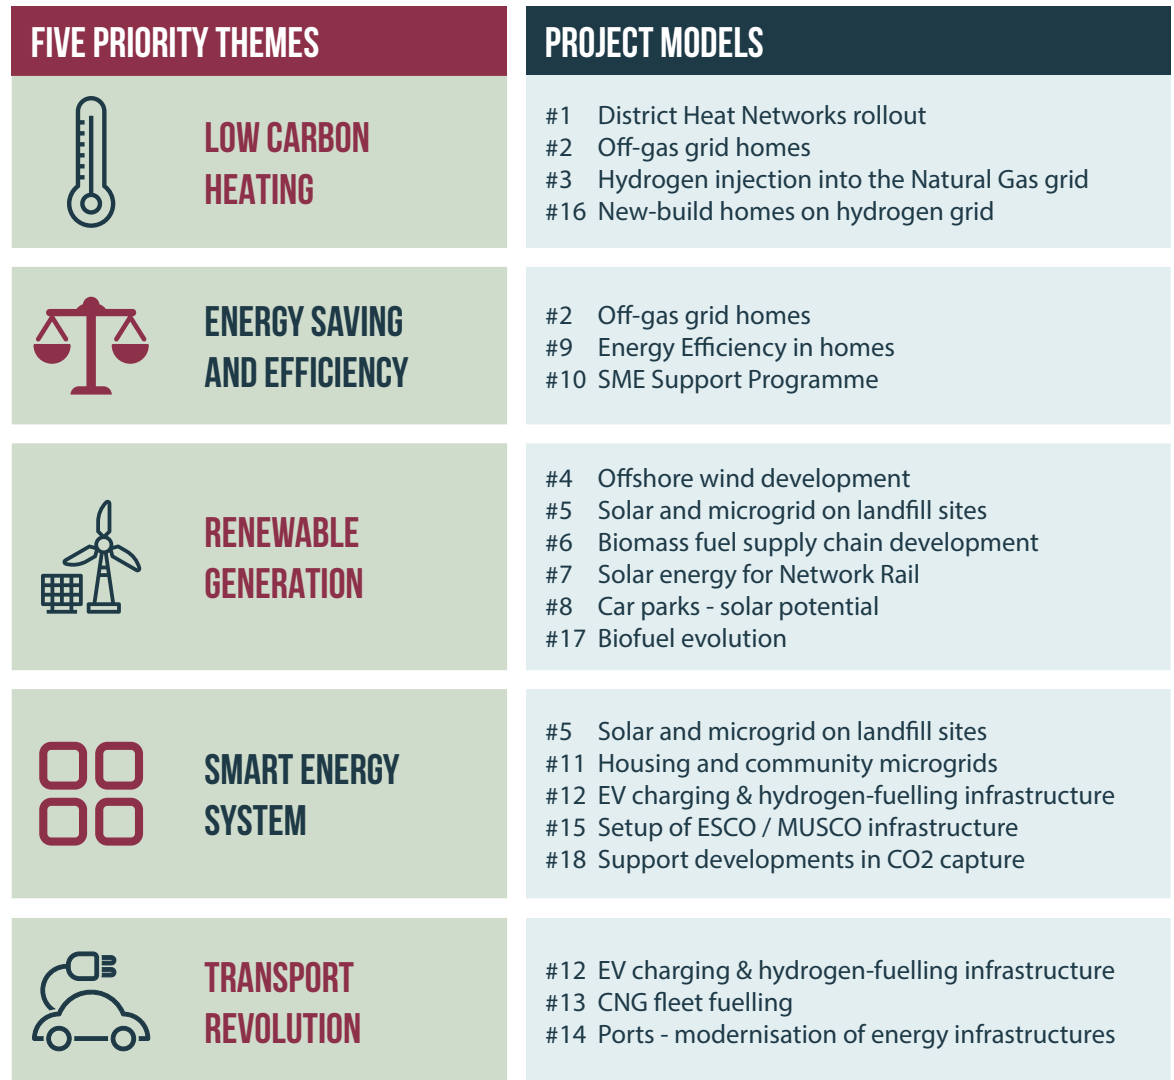 FIVE PRIORITY THEMES
PROJECT MODELS
LOW CARBON
HEATING
#1 District Heat Networks rollout
#2 Off-gas grid homes
#3 Hydrogen injection into the Natural Gas grid
#16 New-build homes on hydrogen grid
ENERGY SAVING
AND EFFICIENCY
#2 Off-gas grid homes
#9 Energy Efficiency in homes
#10 SME Support Programme
RENEWABLE
GENERATION
#4 Offshore wind development
#5 Solar and microgrid on landfill sites
#6 Biomass fuel supply chain development
#7 Solar energy for Network Rail
#8 Car parks - solar potential
#17 Biofuel evolution
SMART ENERGY
SYSTEM
#5 Solar and microgrid on landfill sites
#11 Housing and community microgrids
#12 EV charging & hydrogen-fuelling infrastructure
#15 Setup of ESCO / MUSCO infrastructure
#18 Support developments in CO2 capture
TRANSPORT
REVOLUTION
#12 EV charging & hydrogen-fuelling infrastructure
#13 CNG fleet fuelling
#14 Ports - modernisation of energy infrastructures